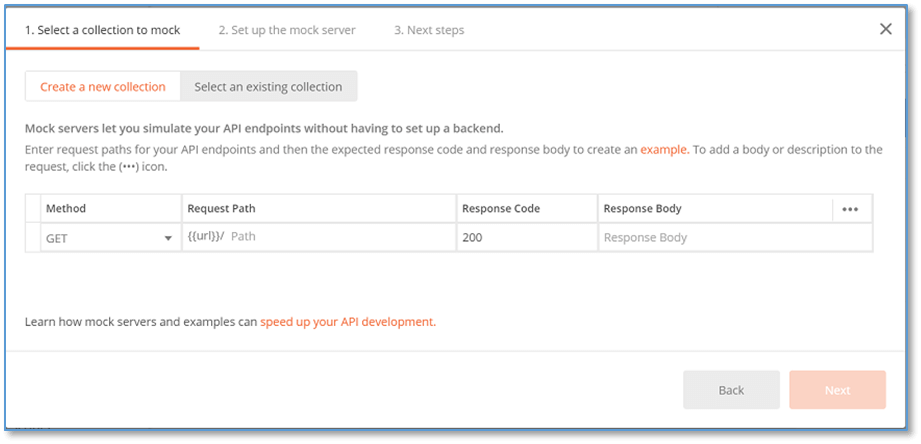 1. Select a collection to mock 2. Set up the mock server 3. Next steps
Create a new collection Select an existing collection
Mock servers let you simulate your API endpoints without having to set up a backend.
Enter request paths for your API endpoints and then the expected response code and response body to create an example. To add a body or description to the
request, click the (•••) icon.
Method Request Path Response Code Response Body •••
GET {{url}}/ Path 200 Response Body
Learn how mock servers and examples can speed up your API development.
Back Next